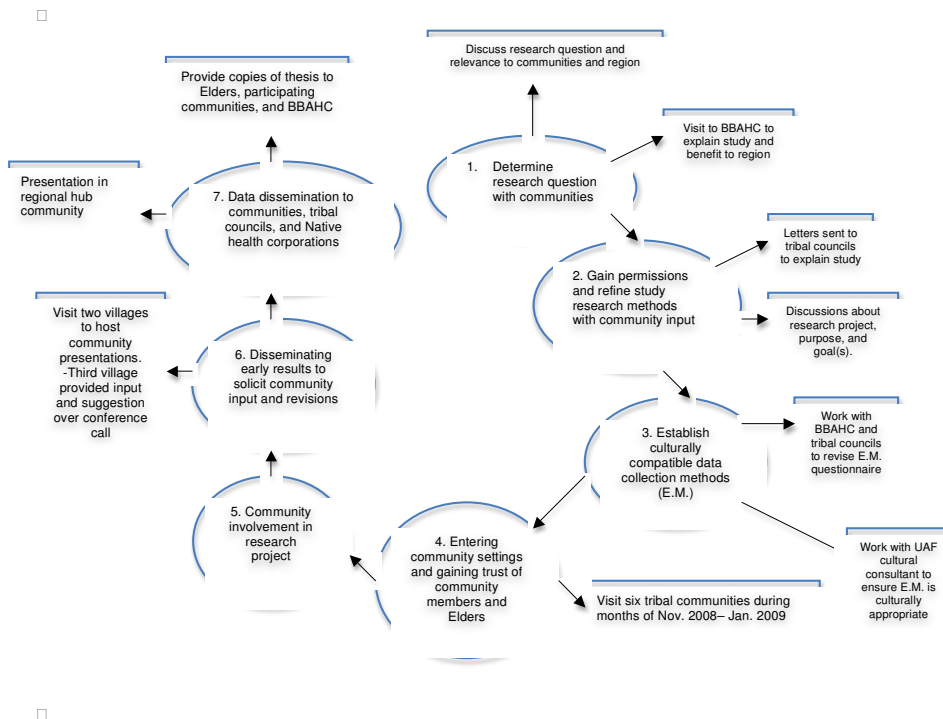 Discuss research question and
relevance to communities and region
Provide copies of thesis to
Elders, participating
communities, and BBAHC
Visit to BBAHC to
explain study and
benefit to region
1. Determine
research question
with communities
Presentation in
regional hub
community
7. Data dissemination to
communities, tribal
councils, and Native
health corporations
Letters sent to
tribal councils
to explain study
2. Gain permissions
and refine study
research methods
with community input
Discussions about
research project,
purpose, and
goal(s).
Visit two villages
to host
community
presentations.
-Third village
provided input
and suggestion
over conference
call
6. Disseminating
early results to
solicit community
input and revisions
3. Establish
culturally
compatible data
collection methods
(E.M.)
Work with
BBAHC and
tribal councils
to revise E.M.
questionnaire
5. Community
involvement in
research
project
4. Entering
community settings
and gaining trust of
community
members and
Elders
Work with UAF
cultural
consultant to
ensure E.M. is
culturally
appropriate
Visit six tribal communities during
months of Nov. 2008– Jan. 2009